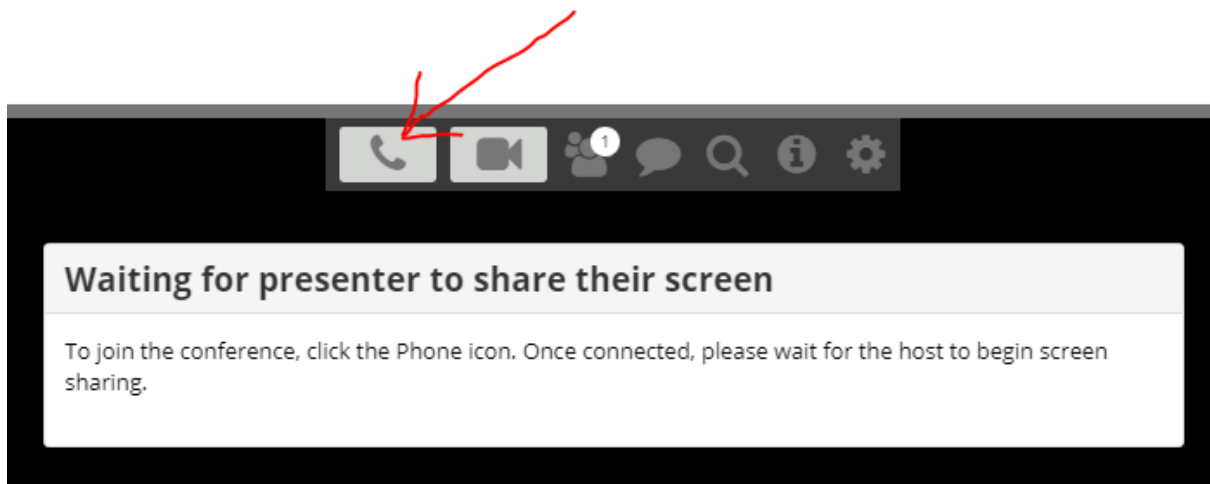 1
Waiting for presenter to share their screen
To join the conference, click the Phone icon. Once connected, please wait for the host to begin screen
sharing.